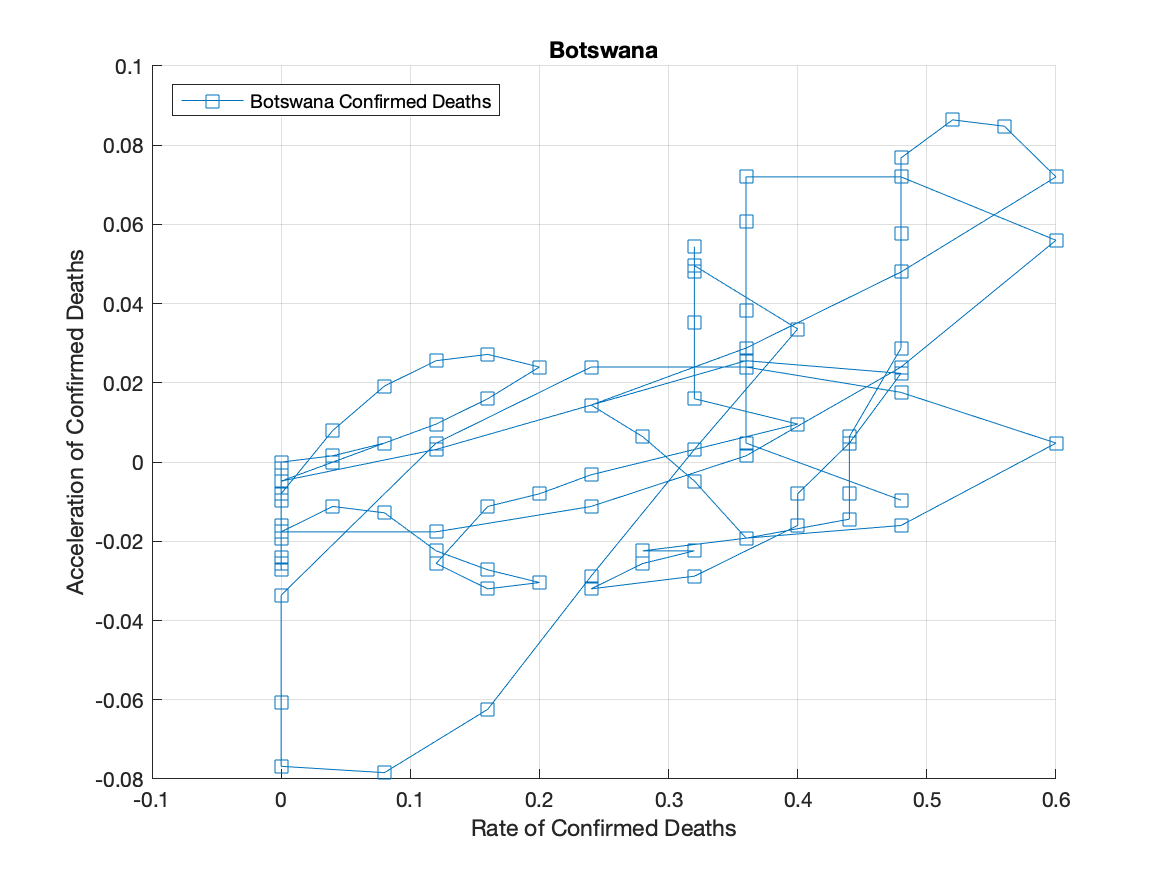 Botswana
Botswana Confirmed Deaths
0.1
0.08
0.06
0.04
0.02
0
-0.02
-0.04
-0.06
-0.08
Acceleration of Confirmed Deaths
-0.1 0 0.1 0.2 0.3 0.4 0.5 0.6
Rate of Confirmed Deaths